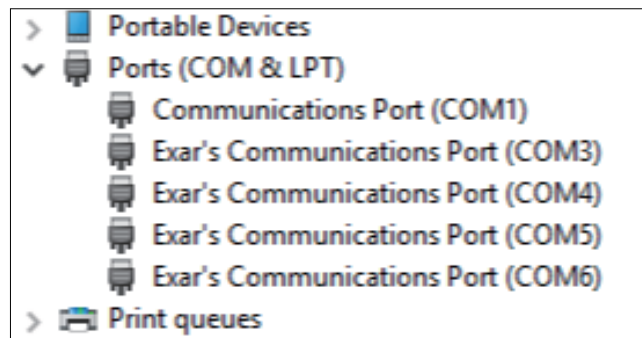 Portable Devices
Ports (COM & LPT)
Communications Port (COM1)
Exar's Communications Port (COM3)
Exar's Communications Port (COM4)
Exar's Communications Port (COM5)
Exar's Communications Port (COM6)
Print queues